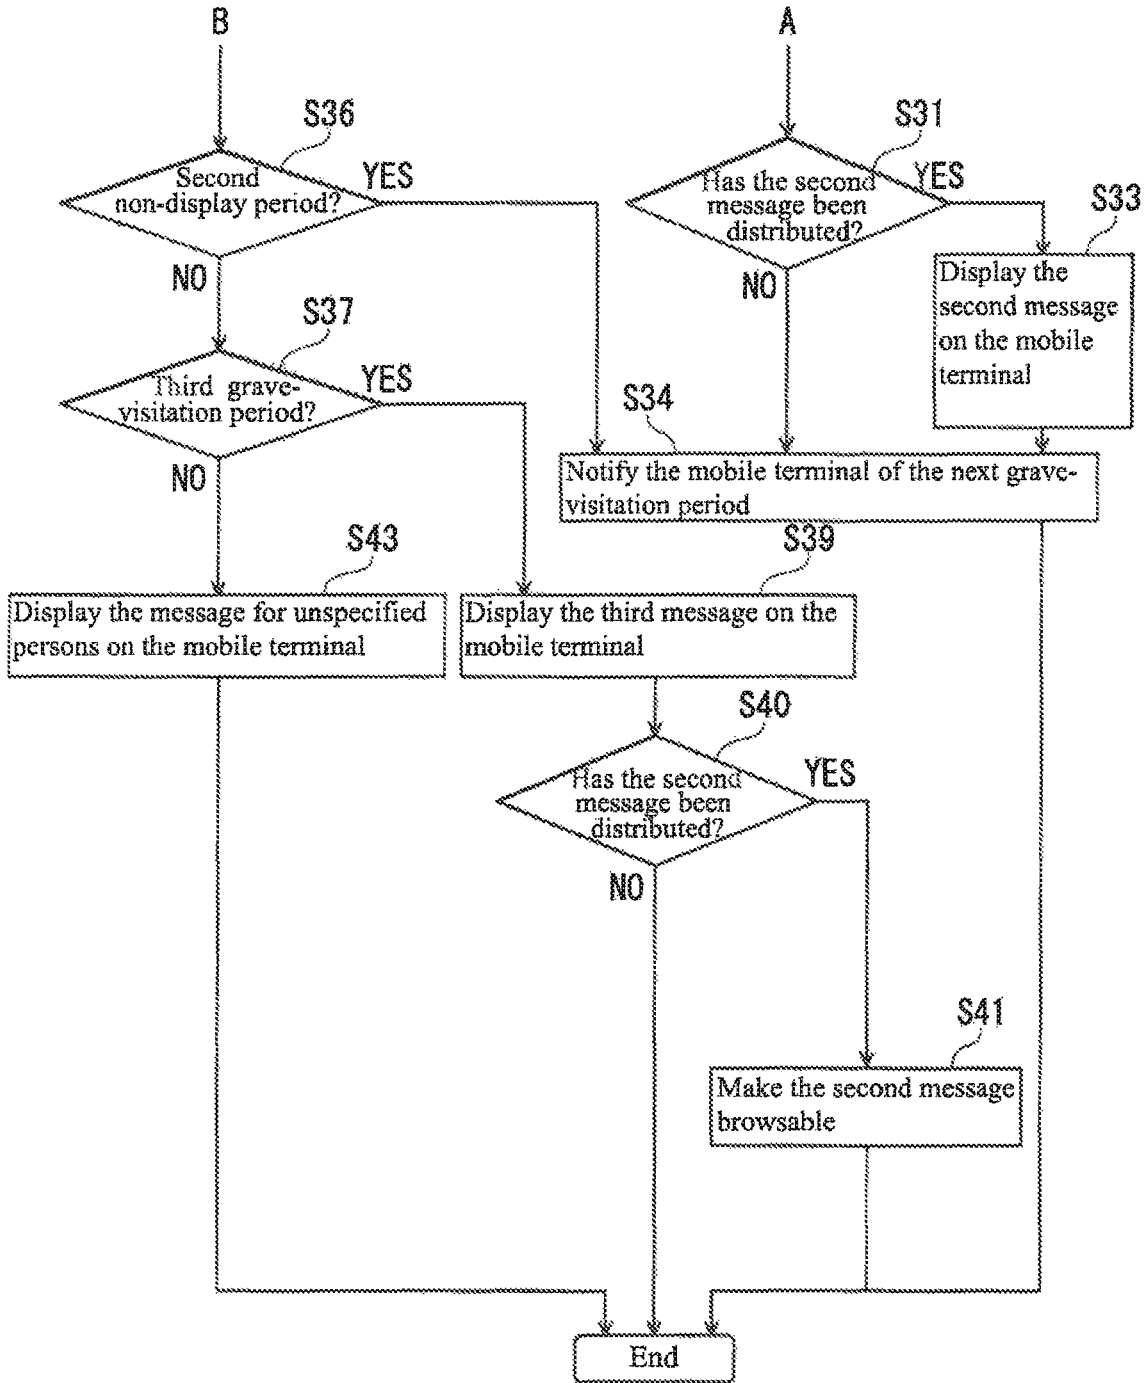 B
A
S36
S31
Second
non-display period?
YES
Has the second
message been
distributed?
YES
S33
NO
NO
Display the
second message
on the mobile
terminal
S37
Third grave-
visitation period?
YES
S34
NO
Notify the mobile terminal of the next grave-
visitation period
S43
S39
Display the message for unspecified
persons on the mobile terminal
Display the third message on the
mobile terminal
S40
Has the second
message been
distributed?
YES
NO
S41
Make the second message
browsable
End